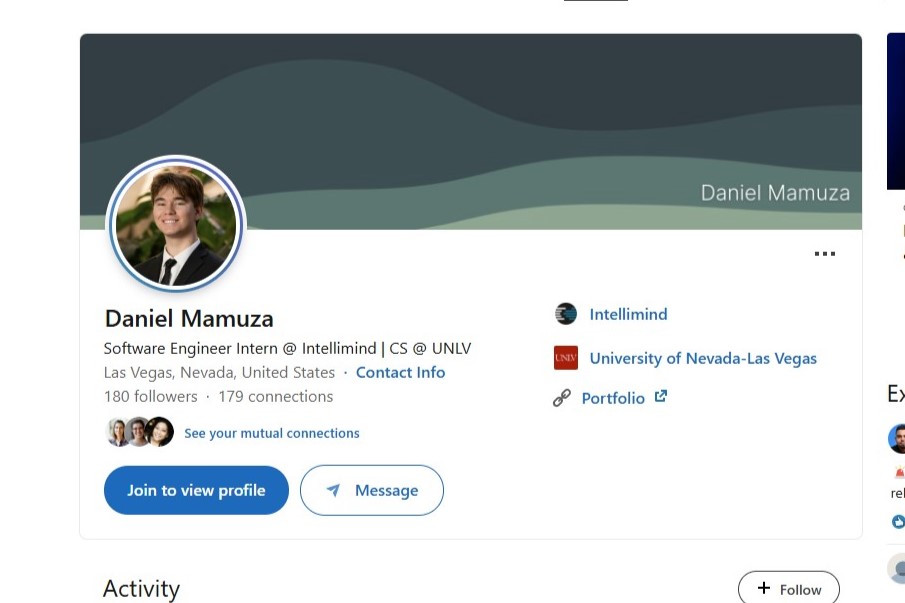 Daniel Mamuza
Daniel Mamuza
Software Engineer Intern @ Intellimind | CS @ UNLV
Las Vegas, Nevada, United States · Contact Info
180 followers · 179 connections
See your mutual connections
Join to view profile
Message
Intellimind
UNLV
University of Nevada-Las Vegas
Portfolio
Activity
+ Follow